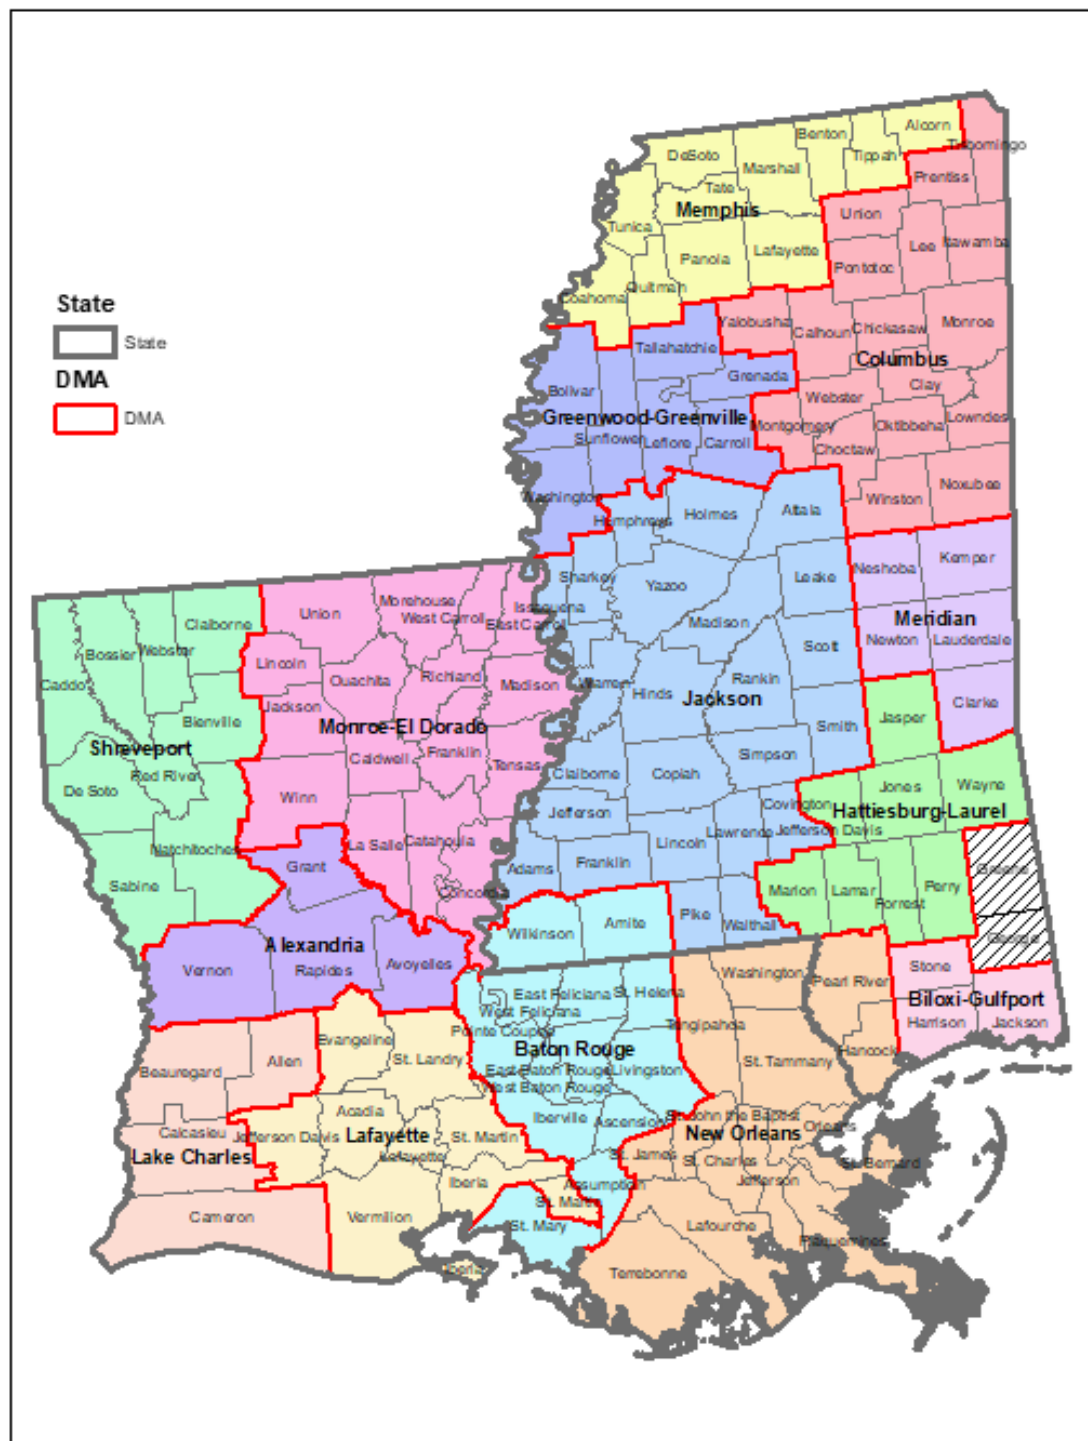 State
State
DMA
DMA
Alcorn
Benton
Tishomingo
DeSoto
Tippah
Marshall
Prentiss
Tate
Memphis
Union
Tunica
Lee
Itawamba
Lafayette
Panola
Pontotoc
Quitman
Coahoma
Yalobusha
Monroe
Calhoun
Chickasaw
Tallahatchie
Columbus
Grenada
Clay
Bolivar
Webster
Greenwood-Greenville
Lowndes
Montgomery
Oktibbeha
Sunflower
Leflore
Carroll
Choctaw
Noxubee
Washington
Winston
Humphreys
Holmes
Attala
Kemper
Neshoba
Sharkey
Leake
Yazoo
Issaquena
Madison
Meridian
Newton
Lauderdale
Scott
Rankin
Warren
Hinds
Jackson
Clarke
Jasper
Smith
Simpson
Claiborne
Copiah
Jones
Wayne
Jefferson
Covington
Hattiesburg-Laurel
Lawrence
Jefferson Davis
Lincoln
Franklin
Adams
Greene
Marion
Lamar
Perry
Forrest
Pike
Walthall
Amite
Wilkinson
George
Stone
Pearl River
Biloxi-Gulfport
Harrison
Jackson
Hancock
Claiborne
Union
Morehouse
West Carroll
East Carroll
Bossier
Webster
Lincoln
Caddo
Ouachita
Richland
Madison
Jackson
Bienville
Monroe-El Dorado
Shreveport
Caldwell
Franklin
Tensas
Red River
De Soto
Winn
La Salle
Catahoula
Natchitoches
Grant
Sabine
Concordia
Alexandria
Avoyelles
Vernon
Rapides
Washington
East Feliciana
St. Helena
West Feliciana
Pointe Coupee
Tangipahoa
Evangeline
Baton Rouge
St. Landry
Allen
Beauregard
East Baton Rouge
Livingston
St. Tammany
West Baton Rouge
Acadia
Iberville
Ascension
St. John the Baptist
Orleans
Calcasieu
Jefferson Davis
Lafayette
St. Martin
New Orleans
Lake Charles
Lafayette
St. James
St. Charles
St. Bernard
Iberia
Assumption
Jefferson
St. Martin
Cameron
Vermilion
St. Mary
Lafourche
Plaquemines
Iberia
Terrebonne